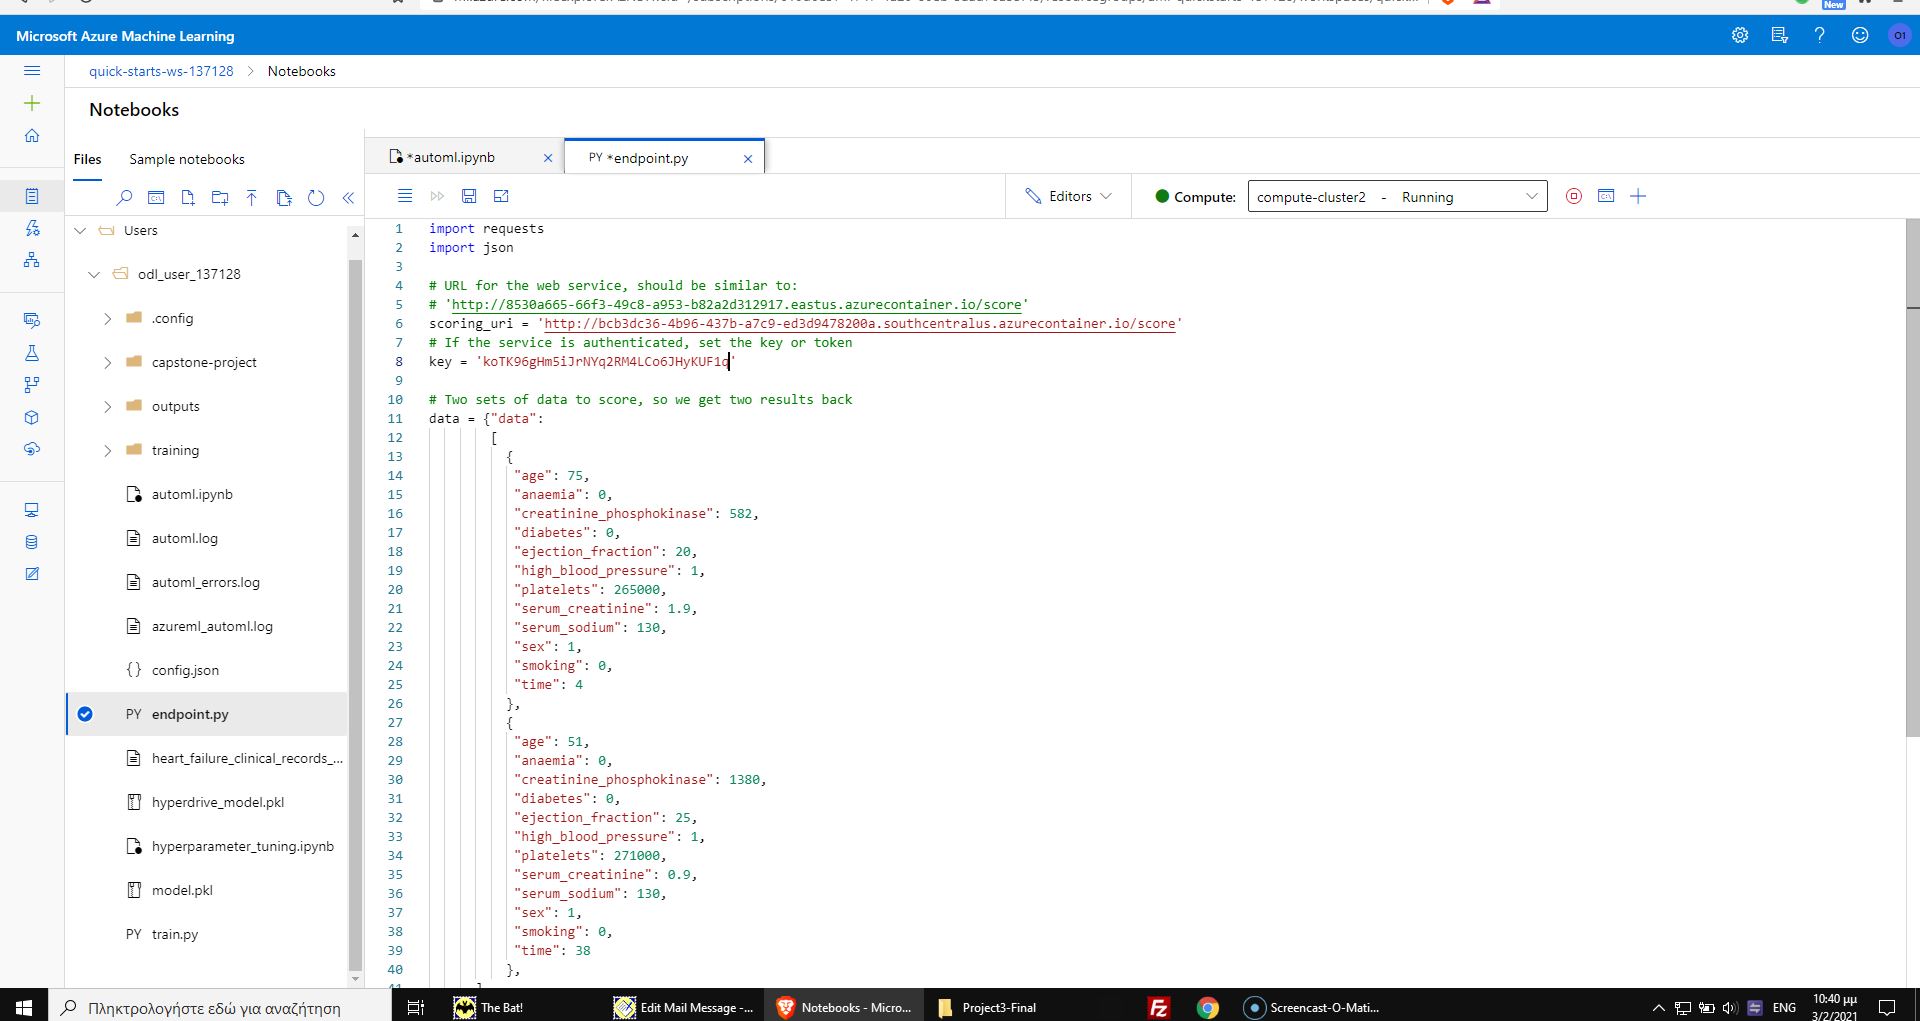 Microsoft Azure Machine Learning
New
O1
quick-starts-ws-137128 > Notebooks
Notebooks
Files
Sample notebooks
Users
odl_user_137128
.config
capstone-project
outputs
training
automl.ipynb
automl.log
automl_errors.log
azureml_automl.log
{} config.json
PY endpoint.py
heart_failure_clinical_records_...
hyperdrive_model.pkl
hyperparameter_tuning.ipynb
model.pkl
PY train.py
*automl.ipynb
PY *endpoint.py
Editors
Compute: compute-cluster2 - Running
1 import requests
2 import json
3
4 # URL for the web service, should be similar to:
5 # 'http://8530a665-66f3-49c8-a953-b82a2d312917.eastus.azurecontainer.io/score'
6 scoring_uri = 'http://bcb3dc36-4b96-437b-a7c9-ed3d9478200a.southcentralus.azurecontainer.io/score'
7 # If the service is authenticated, set the key or token
8 key = 'koTK96gHm5iJrNYq2RM4LCo6JHyKUF1q'
9
10 # Two sets of data to score, so we get two results back
11 data = {"data":
12 [
13 {
14 "age": 75,
15 "anaemia": 0,
16 "creatinine_phosphokinase": 582,
17 "diabetes": 0,
18 "ejection_fraction": 20,
19 "high_blood_pressure": 1,
20 "platelets": 265000,
21 "serum_creatinine": 1.9,
22 "serum_sodium": 130,
23 "sex": 1,
24 "smoking": 0,
25 "time": 4
26 },
27 {
28 "age": 51,
29 "anaemia": 0,
30 "creatinine_phosphokinase": 1380,
31 "diabetes": 0,
32 "ejection_fraction": 25,
33 "high_blood_pressure": 1,
34 "platelets": 271000,
35 "serum_creatinine": 0.9,
36 "serum_sodium": 130,
37 "sex": 1,
38 "smoking": 0,
39 "time": 38
40 },
Πληκτρολογήστε εδώ για αναζήτηση
The Bat!
Edit Mail Message -...
Notebooks - Micro...
Project3-Final
Screencast-O-Mati...
ENG
10:40 μμ
3/2/2021